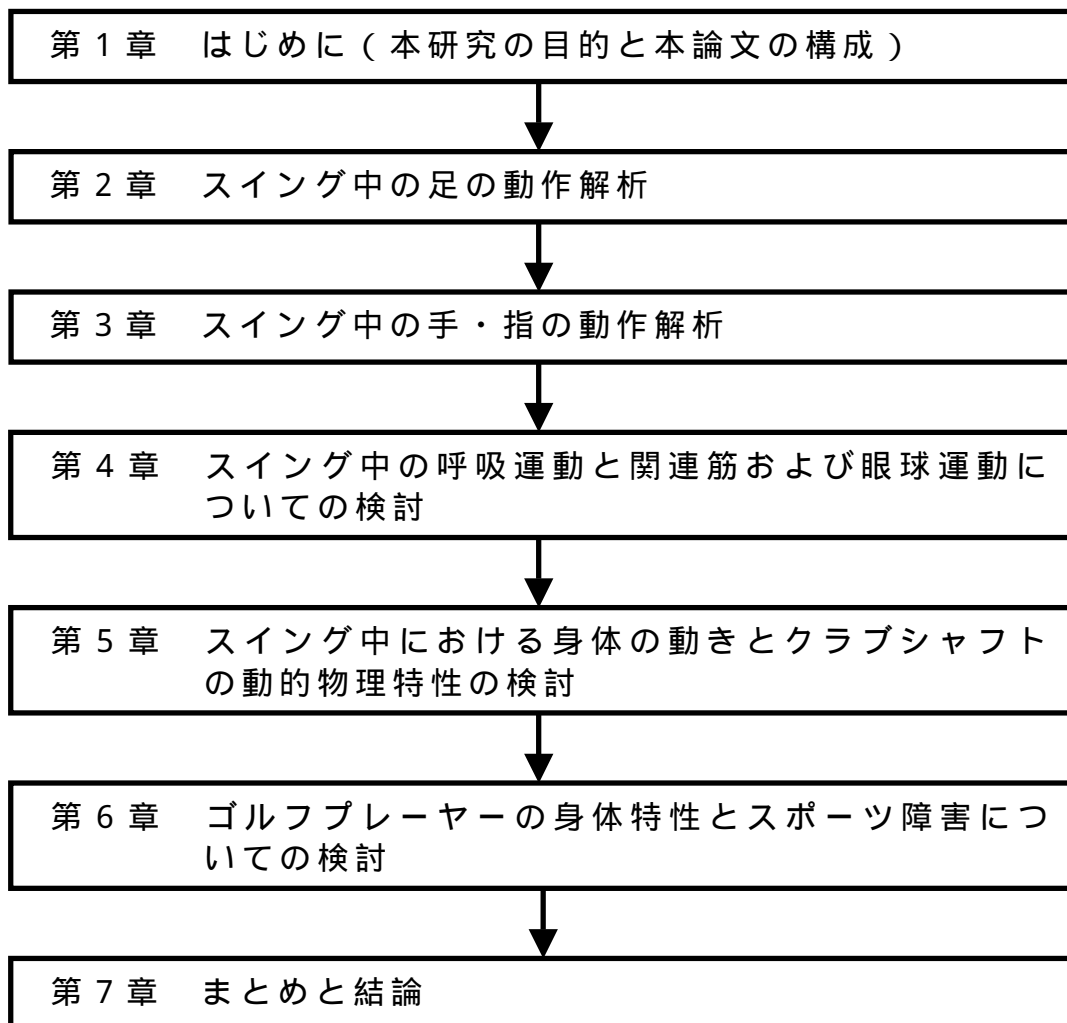 第1章 はじめに(本研究の目的と本論文の構成)
第2章 スイング中の足の動作解析
第3章 スイング中の手・指の動作解析
第4章 スイング中の呼吸運動と関連筋および眼球運動に
ついての検討
第5章 スイング中における身体の動きとクラブシャフト
の動的物理特性の検討
第6章 ゴルフプレーヤーの身体特性とスポーツ障害につ
いての検討
第7章 まとめと結論